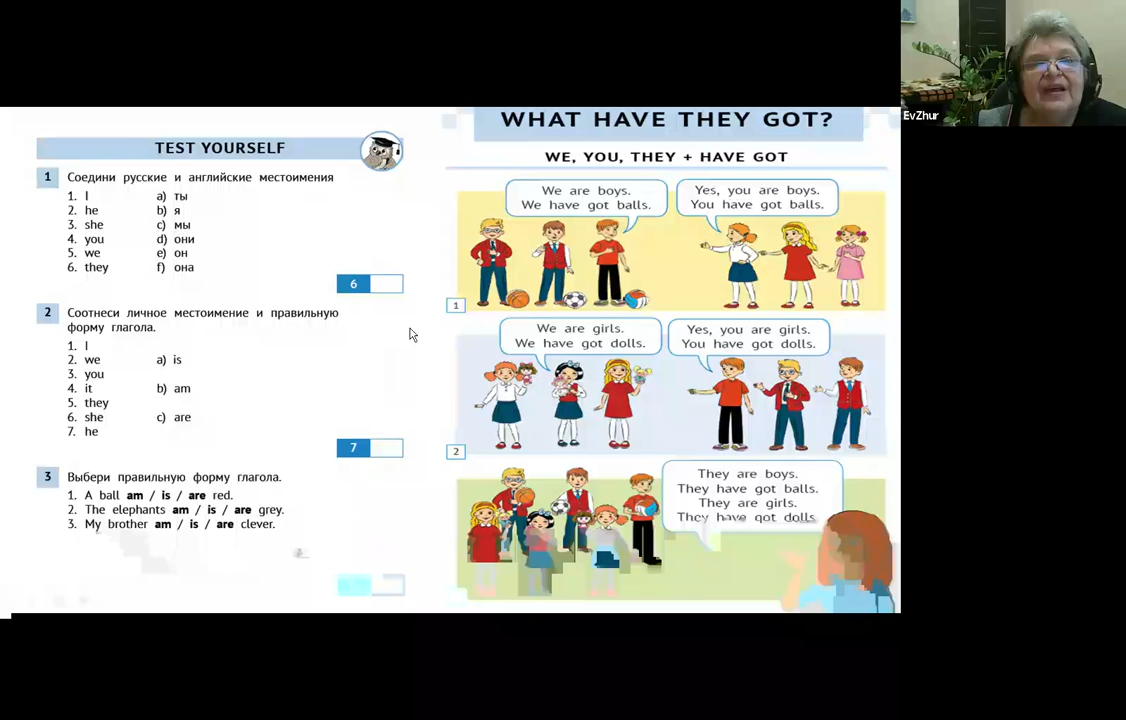 TEST YOURSELF
1 Соедини русские и английские местоимения
1. I a) ты
2. he b) я
3. she c) мы
4. you d) они
5. we e) он
6. they f) она
6
2 Соотнеси личное местоимение и правильную
форму глагола.
1. I
2. we a) is
3. you
4. it b) am
5. they
6. she c) are
7. he
7
3 Выбери правильную форму глагола.
1. A ball am / is / are red.
2. The elephants am / is / are grey.
3. My brother am / is / are clever.
WHAT HAVE THEY GOT?
WE, YOU, THEY + HAVE GOT
We are boys.
We have got balls.
Yes, you are boys.
You have got balls.
1
We are girls.
We have got dolls.
Yes, you are girls.
You have got dolls.
2
They are boys.
They have got balls.
They are girls.
They have got dolls
EvZhur